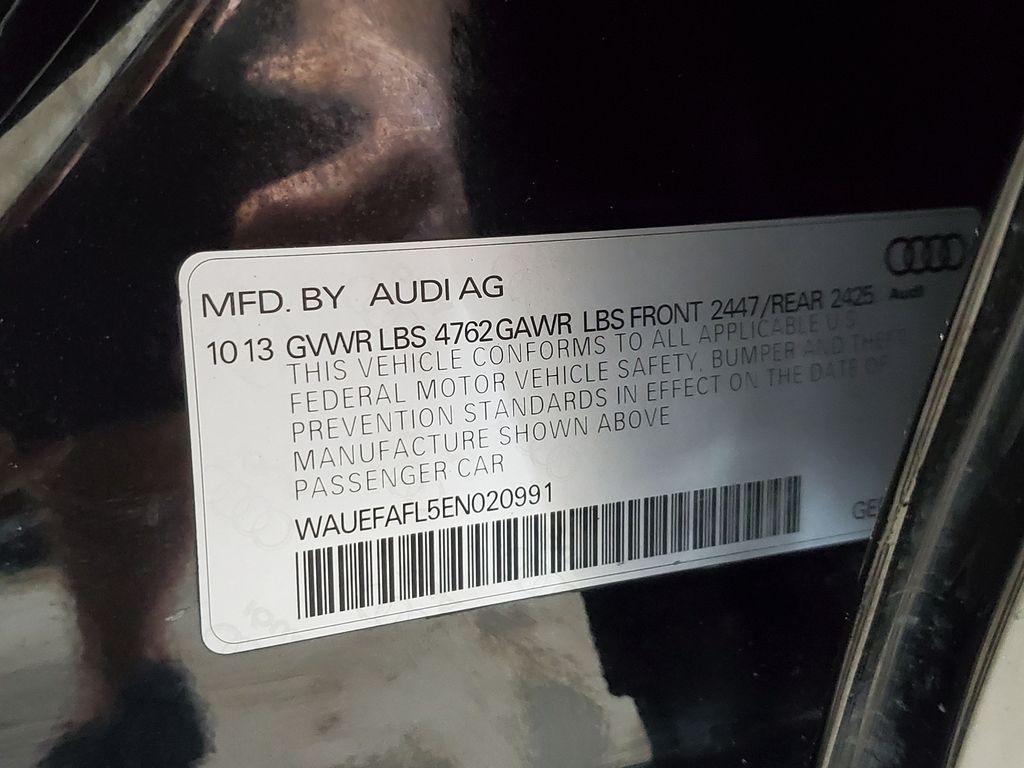 MFD. BY AUDI AG
Audi
10 13 GVWR LBS 4762 GAWR LBS FRONT 2447/REAR 2425
THIS VEHICLE CONFORMS TO ALL APPLICABLE U.S.
FEDERAL MOTOR VEHICLE SAFETY, BUMPER AND THEFT
PREVENTION STANDARDS IN EFFECT ON THE DATE OF
MANUFACTURE SHOWN ABOVE
PASSENGER CAR
WAUEFAFL5EN020991